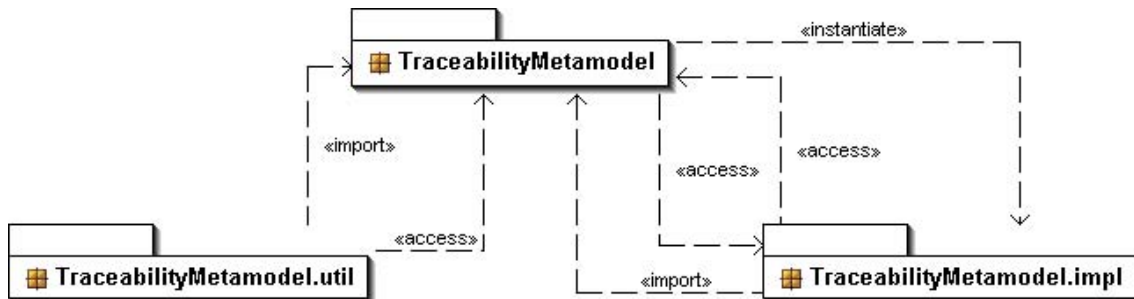 «instantiate»
TraceabilityMetamodel
«import»
«access»
«access»
«access»
TraceabilityMetamodel.util
«import»
TraceabilityMetamodel.impl